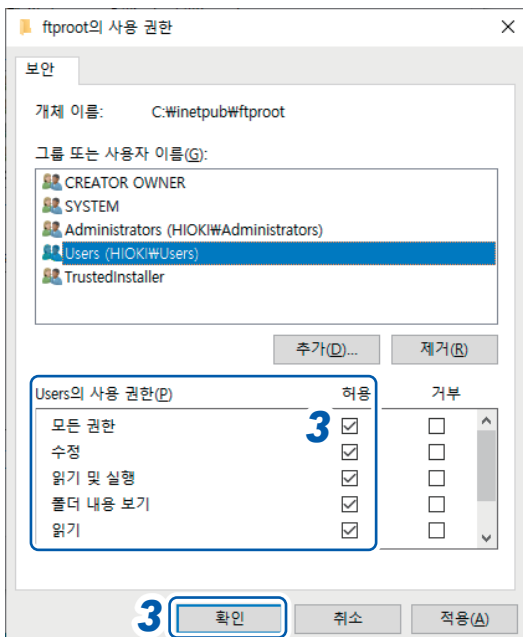 ftproot의 사용 권한
보안
개체 이름: C:₩inetpub₩ftproot
그룹 또는 사용자 이름(G):
CREATOR OWNER
SYSTEM
Administrators (HIOKI₩Administrators)
Users (HIOKI₩Users)
TrustedInstaller
추가(D)... 제거(R)
Users의 사용 권한(P) 허용 거부
모든 권한 3
수정
읽기 및 실행
폴더 내용 보기
읽기
3 확인 취소 적용(A)